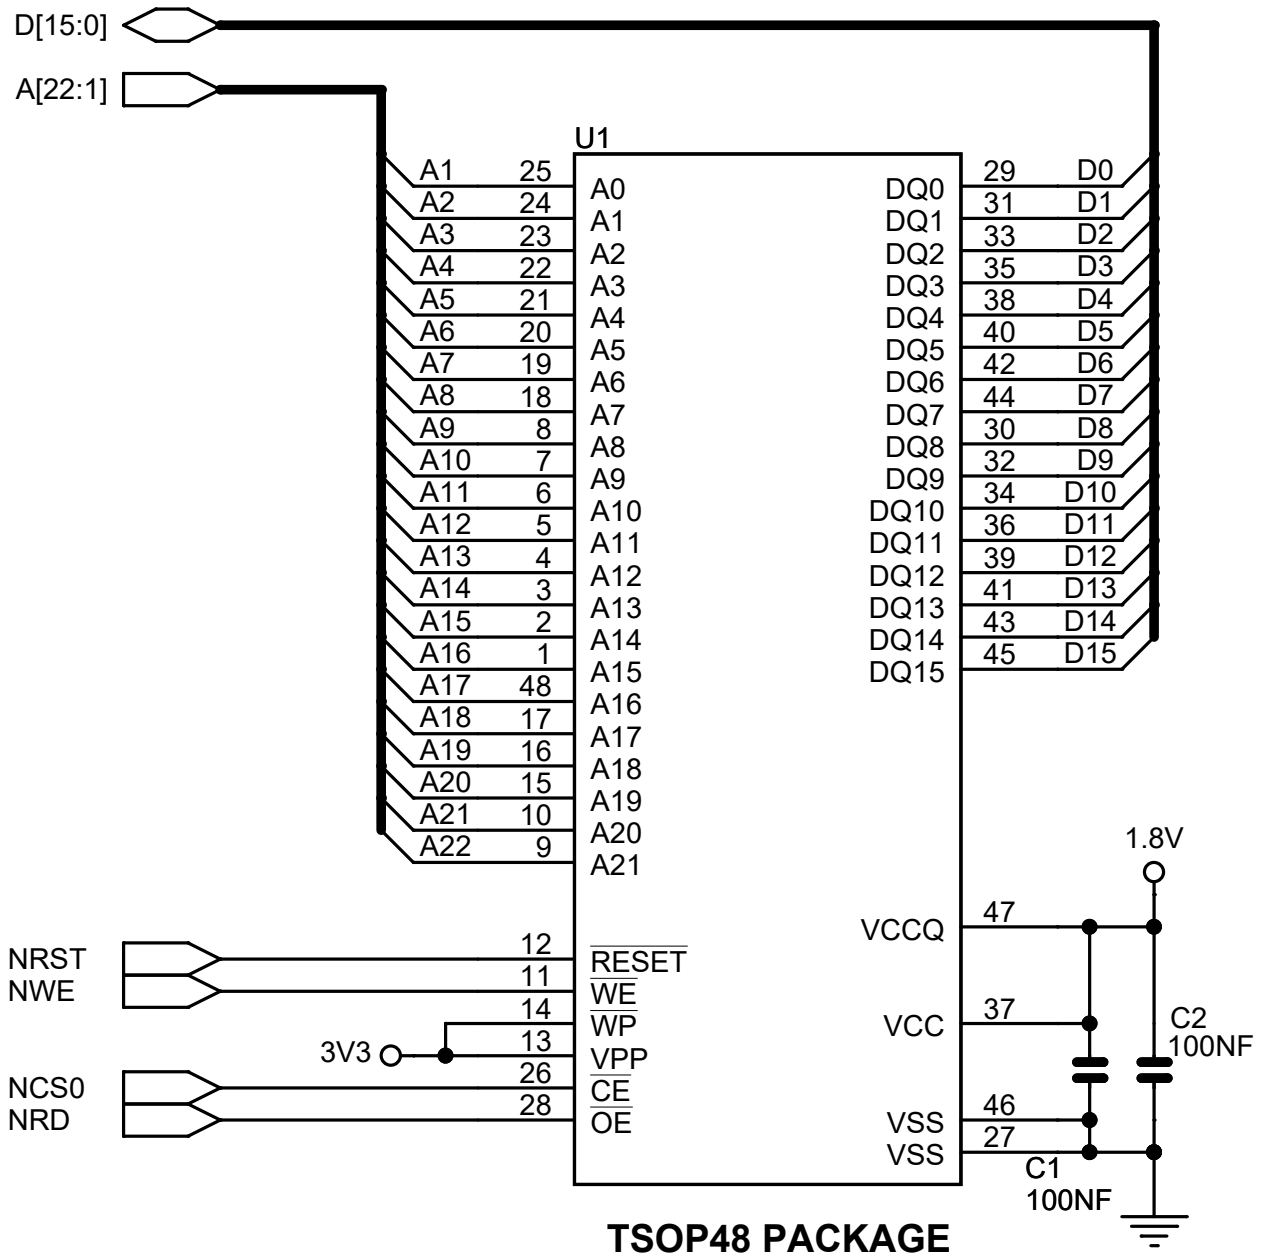 D[15:0]
A[22:1]
U1
A1 25 A0 DQ0 29 D0
A2 24 A1 DQ1 31 D1
A3 23 A2 DQ2 33 D2
A4 22 A3 DQ3 35 D3
A5 21 A4 DQ4 38 D4
A6 20 A5 DQ5 40 D5
A7 19 A6 DQ6 42 D6
A8 18 A7 DQ7 44 D7
A9 8 A8 DQ8 30 D8
A10 7 A9 DQ9 32 D9
A11 6 A10 DQ10 34 D10
A12 5 A11 DQ11 36 D11
A13 4 A12 DQ12 39 D12
A14 3 A13 DQ13 41 D13
A15 2 A14 DQ14 43 D14
A16 1 A15 DQ15 45 D15
A17 48 A16
A18 17 A17
A19 16 A18
A20 15 A19
A21 10 A20
A22 9 A21
1.8V
VCCQ 47
NRST 12 RESET
NWE 11 WE
14 WP VCC 37
C2
100NF
3V3 13 VPP
NCS0 26 CE
NRD 28 OE
VSS 46
VSS 27
C1
100NF
TSOP48 PACKAGE